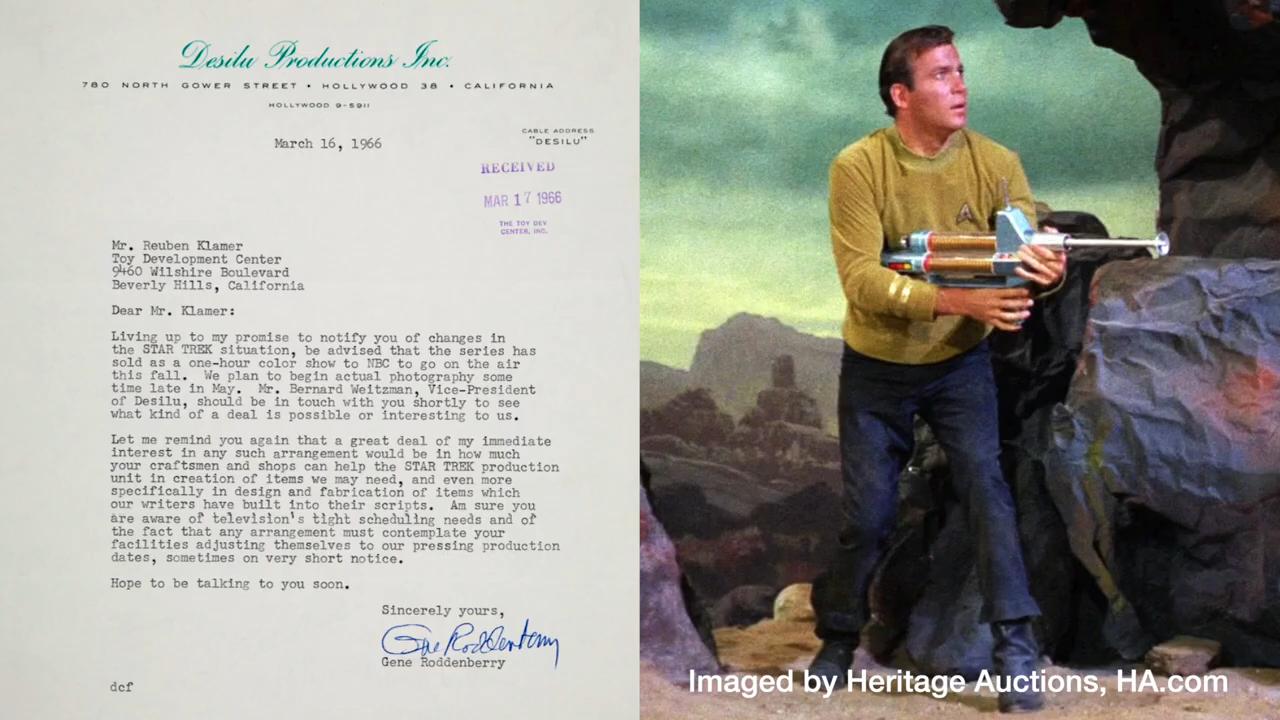 Desilu Productions Inc.
780 NORTH GOWER STREET • HOLLYWOOD 38 • CALIFORNIA
HOLLYWOOD 9-5911
March 16, 1966
CABLE ADDRESS
"DESILU"
RECEIVED
MAR 17 1966
THE TOY DEV
CENTER, INC.
Mr. Reuben Klamer
Toy Development Center
9460 Wilshire Boulevard
Beverly Hills, California
Dear Mr. Klamer:
Living up to my promise to notify you of changes in
the STAR TREK situation, be advised that the series has
sold as a one-hour color show to NBC to go on the air
this fall. We plan to begin actual photography some
time late in May. Mr. Bernard Weitzman, Vice-President
of Desilu, should be in touch with you shortly to see
what kind of a deal is possible or interesting to us.
Let me remind you again that a great deal of my immediate
interest in any such arrangement would be in how much
your craftsmen and shops can help the STAR TREK production
unit in creation of items we may need, and even more
specifically in design and fabrication of items which
our writers have built into their scripts. Am sure you
are aware of television's tight scheduling needs and of
the fact that any arrangement must contemplate your
facilities adjusting themselves to our pressing production
dates, sometimes on very short notice.
Hope to be talking to you soon.
Sincerely yours,
Gene Roddenberry
Gene Roddenberry
dcf
Imaged by Heritage Auctions, HA.com